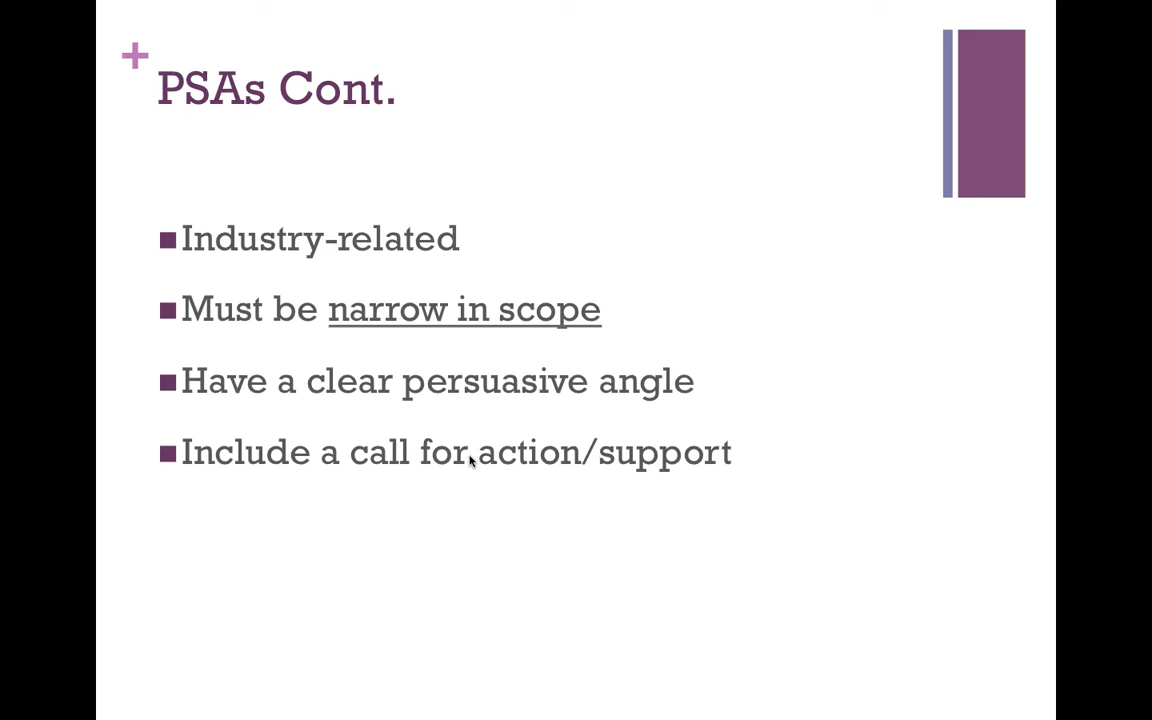 +
PSAs Cont.
Industry-related
Must be narrow in scope
Have a clear persuasive angle
Include a call for action/support